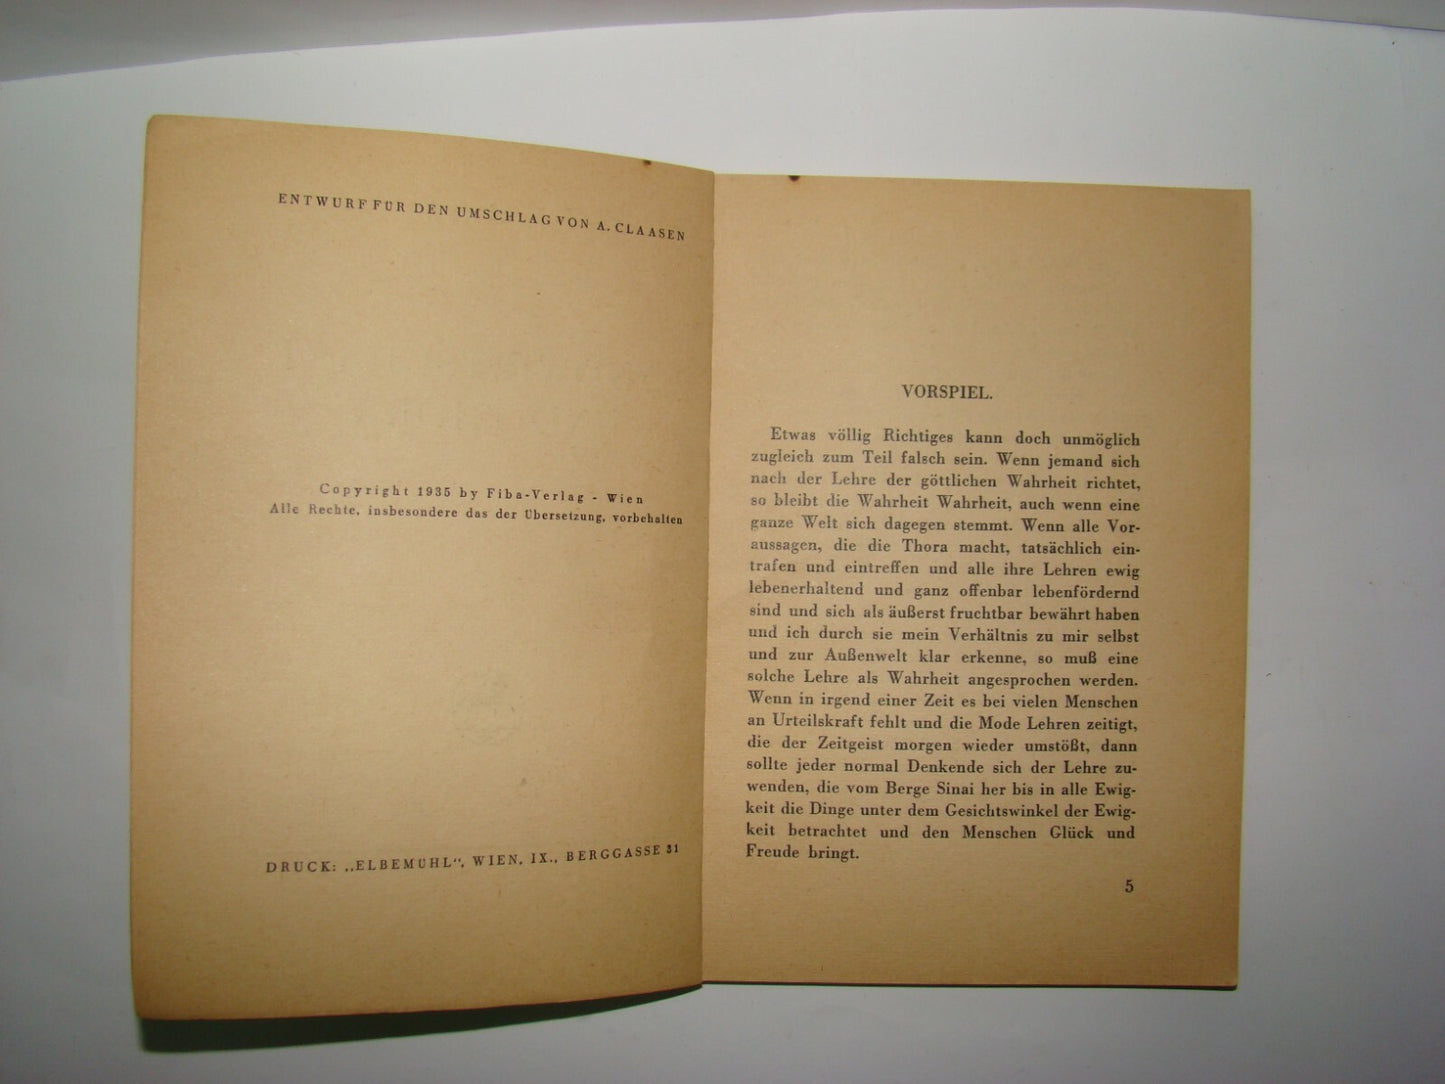 ENTWURF FÜR DEN UMSCHLAG VON A. CLAASEN
Copyright 1935 by Fiba-Verlag - Wien
Alle Rechte, insbesondere das der Übersetzung, vorbehalten
DRUCK: „ELBEMÜHL“, WIEN, IX., BERGGASSE 31
VORSPIEL.
Etwas völlig Richtiges kann doch unmöglich
zugleich zum Teil falsch sein. Wenn jemand sich
nach der Lehre der göttlichen Wahrheit richtet,
so bleibt die Wahrheit Wahrheit, auch wenn eine
ganze Welt sich dagegen stemmt. Wenn alle Vor-
aussagen, die die Thora macht, tatsächlich ein-
trafen und eintreffen und alle ihre Lehren ewig
lebenerhaltend und ganz offenbar lebenfördernd
sind und sich als äußerst fruchtbar bewährt haben
und ich durch sie mein Verhältnis zu mir selbst
und zur Außenwelt klar erkenne, so muß eine
solche Lehre als Wahrheit angesprochen werden.
Wenn in irgend einer Zeit es bei vielen Menschen
an Urteilskraft fehlt und die Mode Lehren zeitigt,
die der Zeitgeist morgen wieder umstößt, dann
sollte jeder normal Denkende sich der Lehre zu-
wenden, die vom Berge Sinai her bis in alle Ewig-
keit die Dinge unter dem Gesichtswinkel der Ewig-
keit betrachtet und den Menschen Glück und
Freude bringt.
5